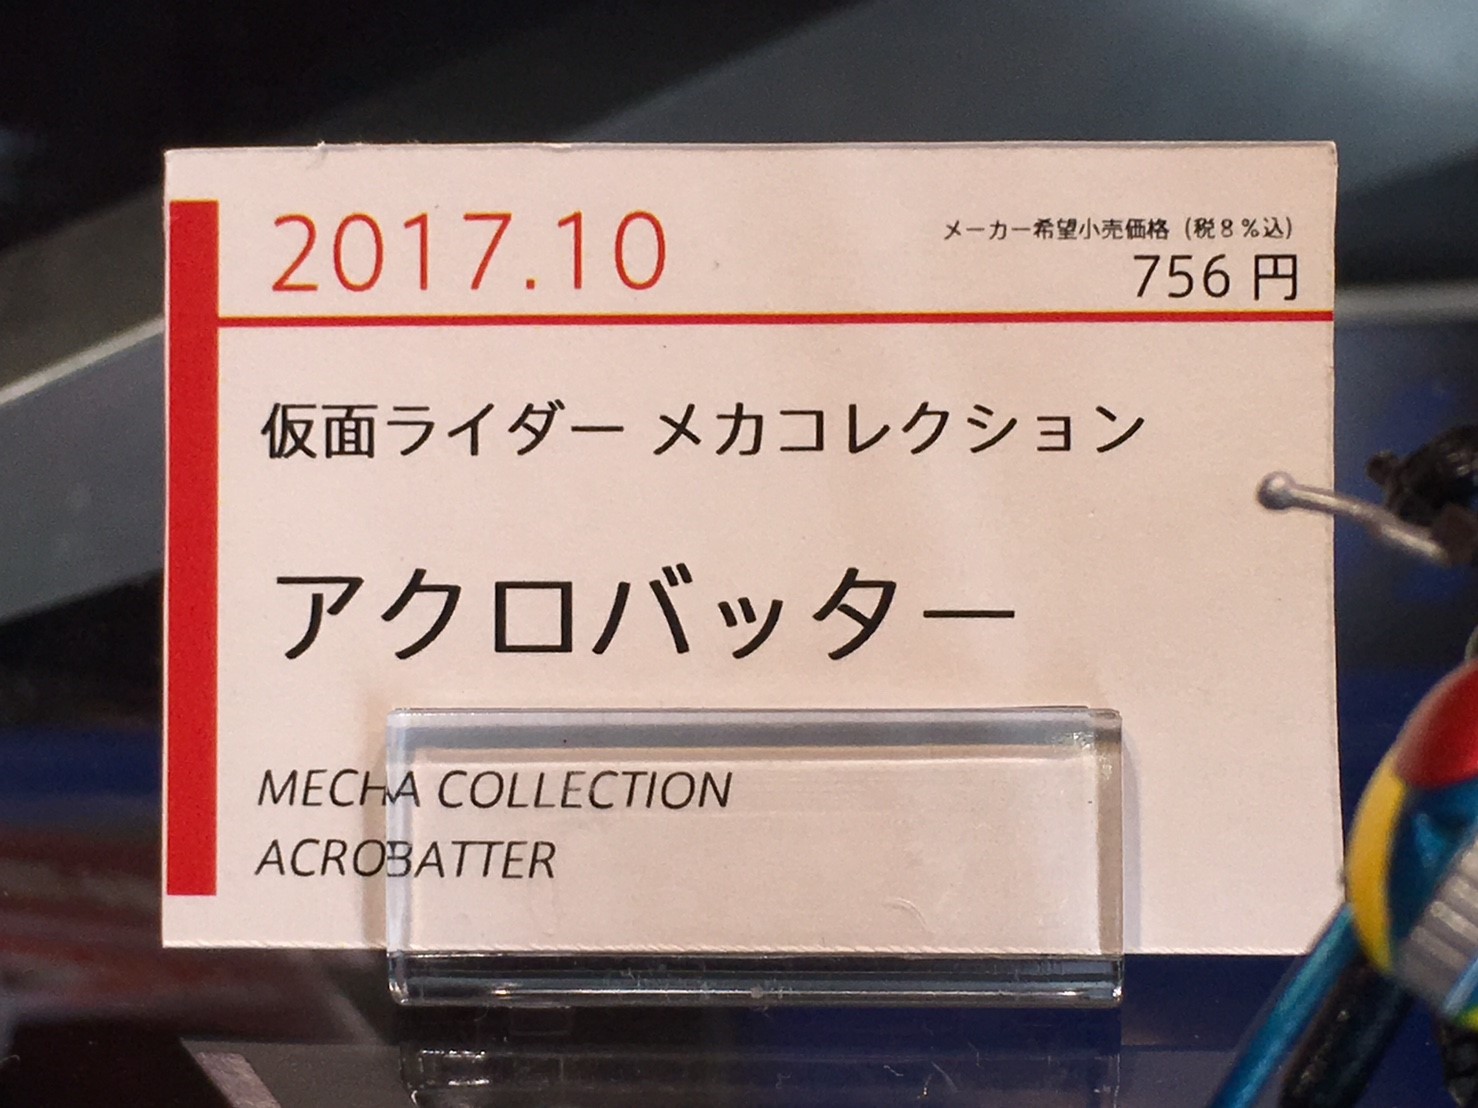 2017.10
メーカー希望小売価格（税８％込）
756 円
仮面ライダー メカコレクション
アクロバッター
MECHA COLLECTION
ACROBATTER